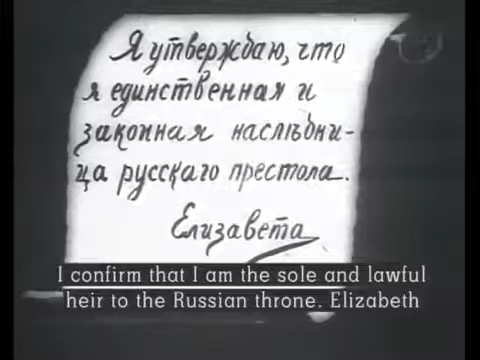 Я утверждаю, что
я единственная и
законная наслѣдни-
ца русскаго престола.
Елизавета
I confirm that I am the sole and lawful
heir to the Russian throne. Elizabeth